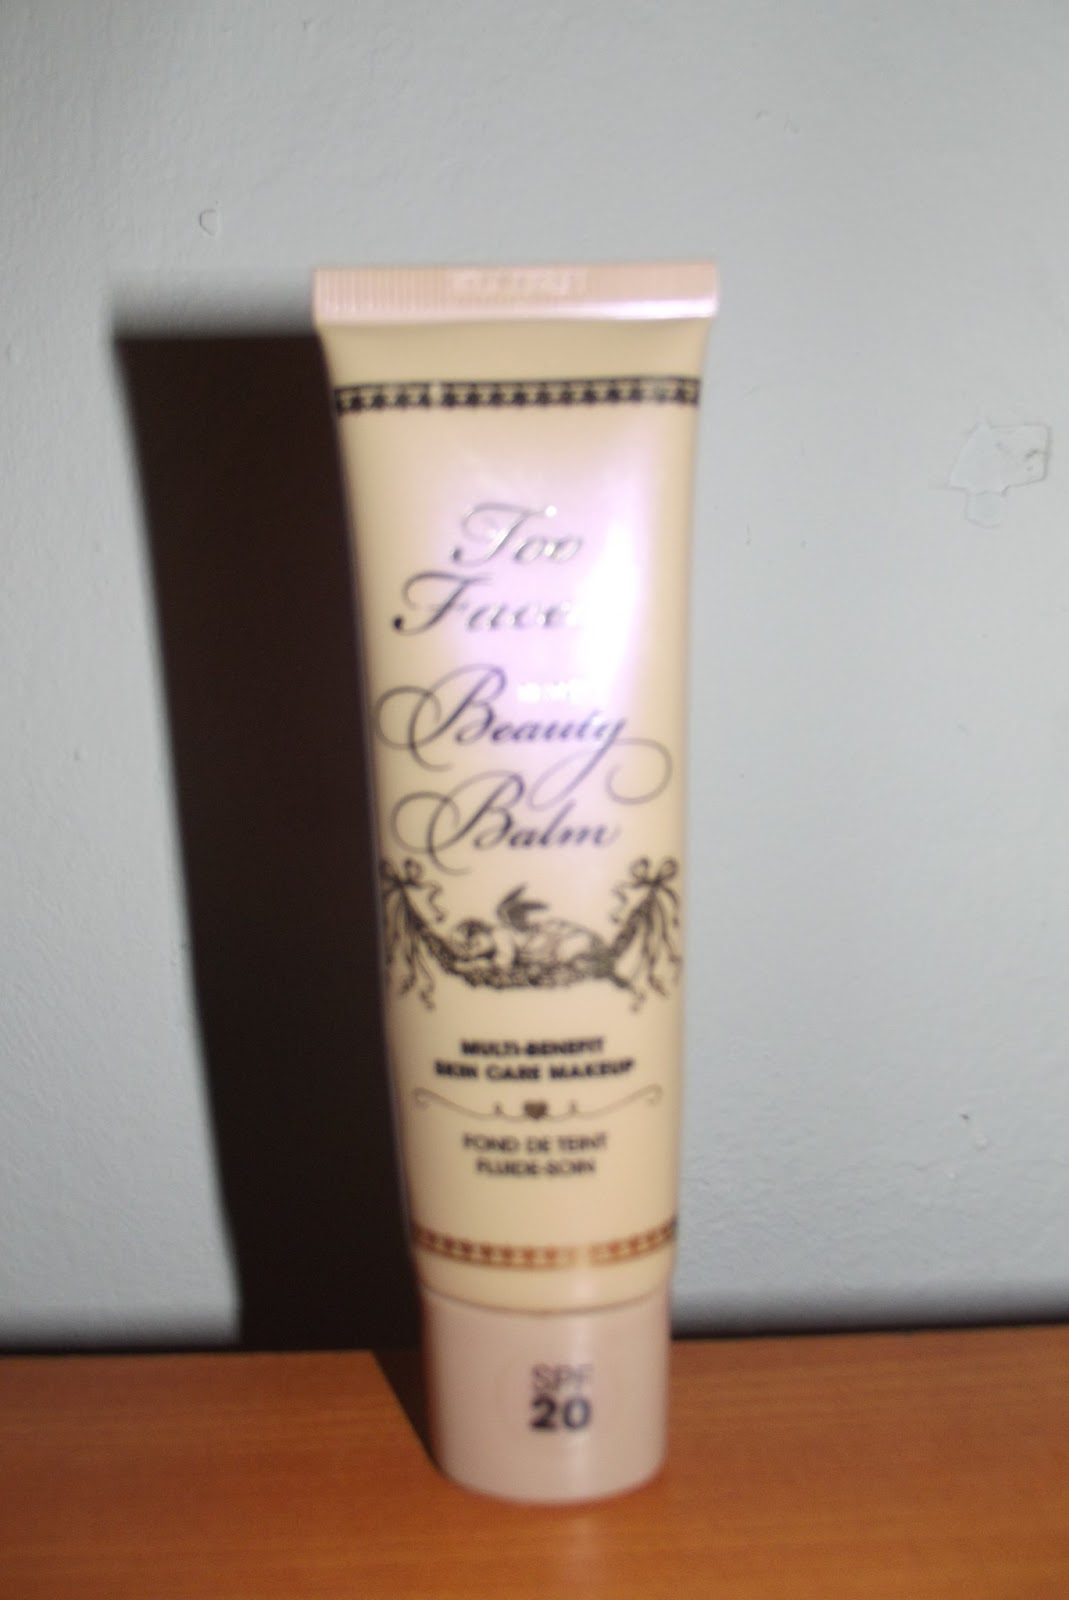 Too
Faced
Beauty
Balm
MULTI-BENEFIT
SKIN CARE MAKEUP
FOND DE TEINT
FLUIDE-SOIN
SPF
20